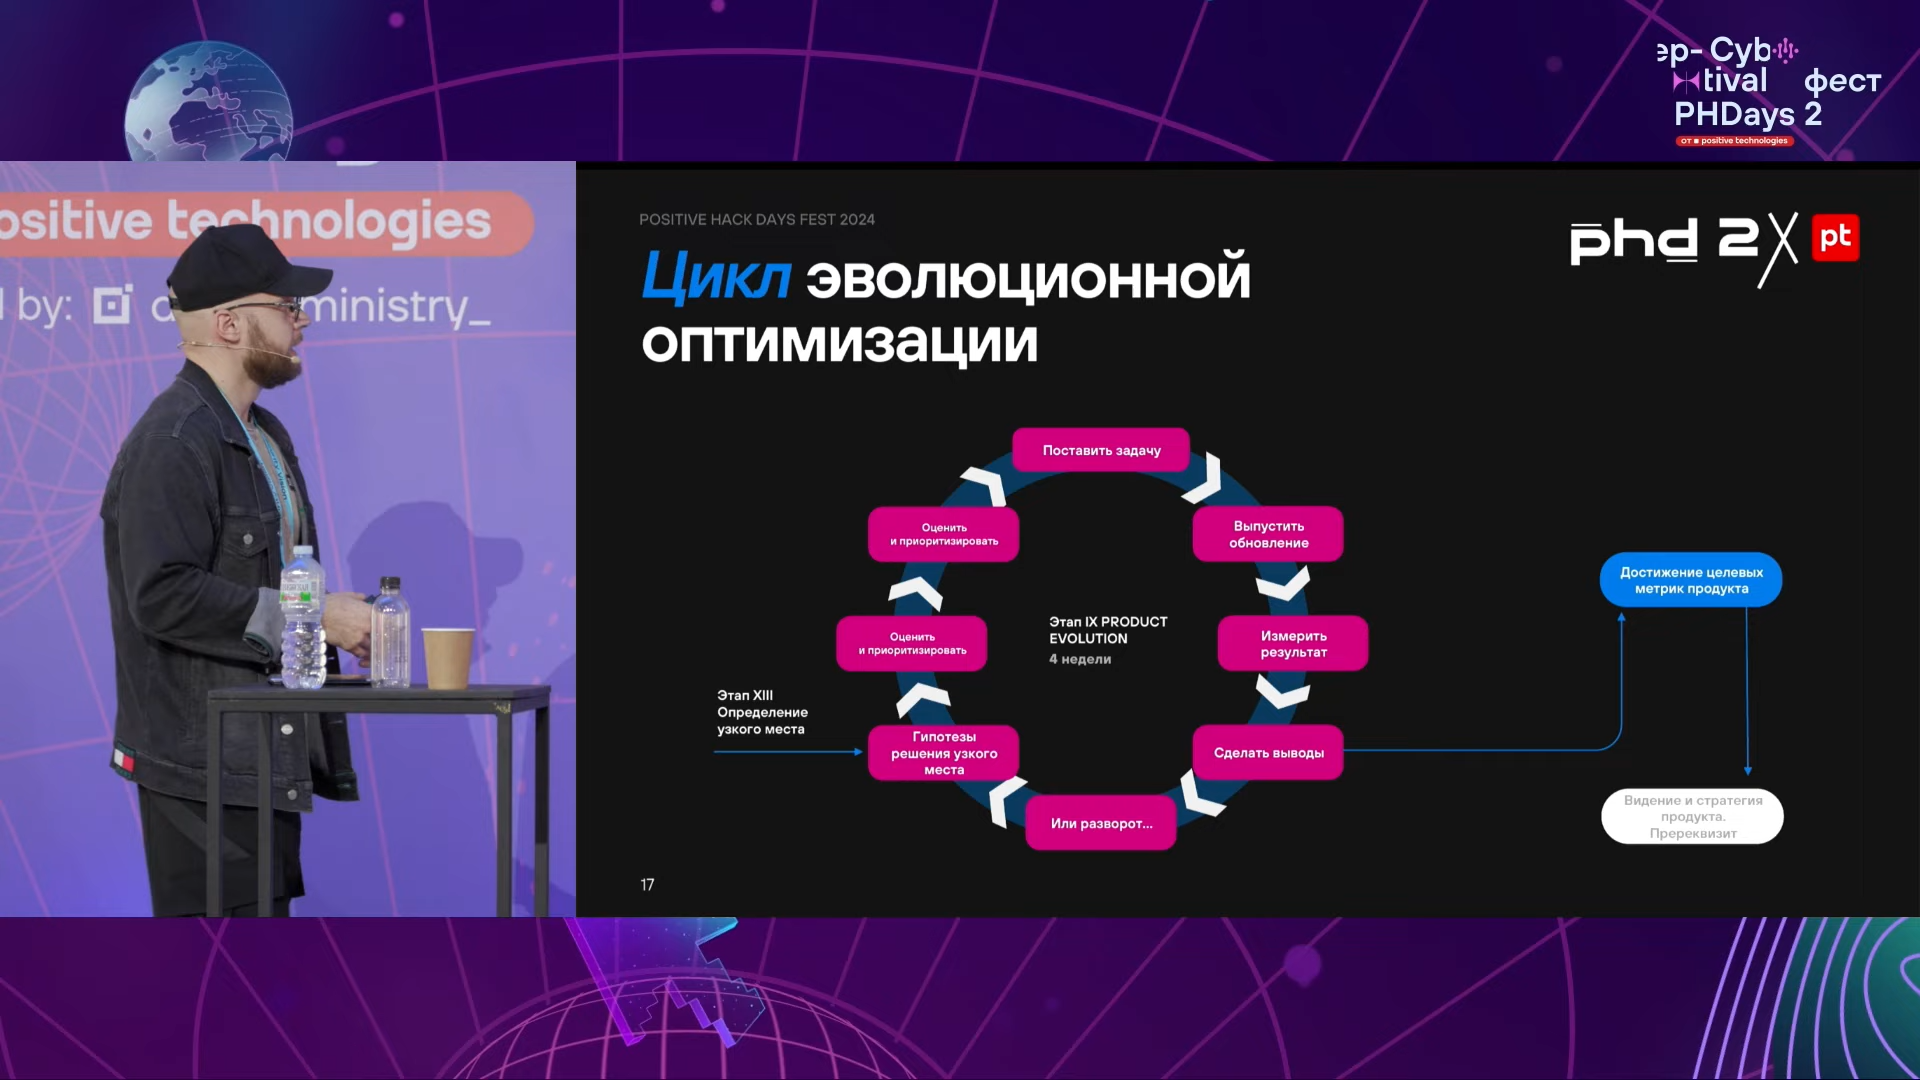 ер- Cyb
tival фест
PHDays 2
от positive technologies
ositive technologies
l by:
ministry_
POSITIVE HACK DAYS FEST 2024
phd 2
pt
Цикл эволюционной
оптимизации
Поставить задачу
Оценить
и приоритизировать
Выпустить
обновление
Оценить
и приоритизировать
Этап IX PRODUCT
EVOLUTION
4 недели
Измерить
результат
Достижение целевых
метрик продукта
Этап XIII
Определение
узкого места
Гипотезы
решения узкого
места
Сделать выводы
Или разворот...
Видение и стратегия
продукта.
Пререквизит
17